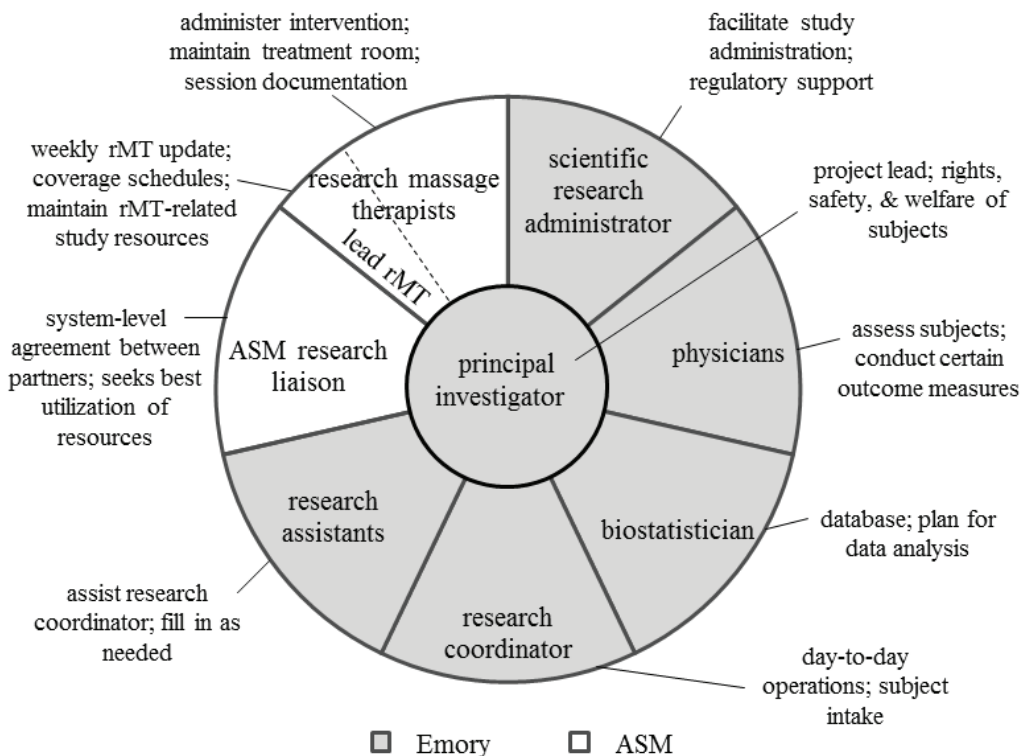 administer intervention;
maintain treatment room;
session documentation
facilitate study
administration;
regulatory support
weekly rMT update;
coverage schedules;
maintain rMT-related
study resources
research massage
therapists
lead rMT
scientific
research
administrator
project lead; rights,
safety, & welfare of
subjects
system-level
agreement between
partners; seeks best
utilization of
resources
ASM research
liaison
principal
investigator
physicians
assess subjects;
conduct certain
outcome measures
research
assistants
biostatistician
database; plan for
data analysis
assist research
coordinator; fill in as
needed
research
coordinator
day-to-day
operations; subject
intake
Emory
ASM